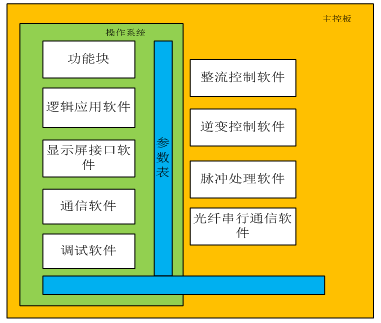 主控板
操作系统
功能块
逻辑应用软件
显示屏接口软
件
通信软件
调试软件
参
数
表
整流控制软件
逆变控制软件
脉冲处理软件
光纤串行通信软
件